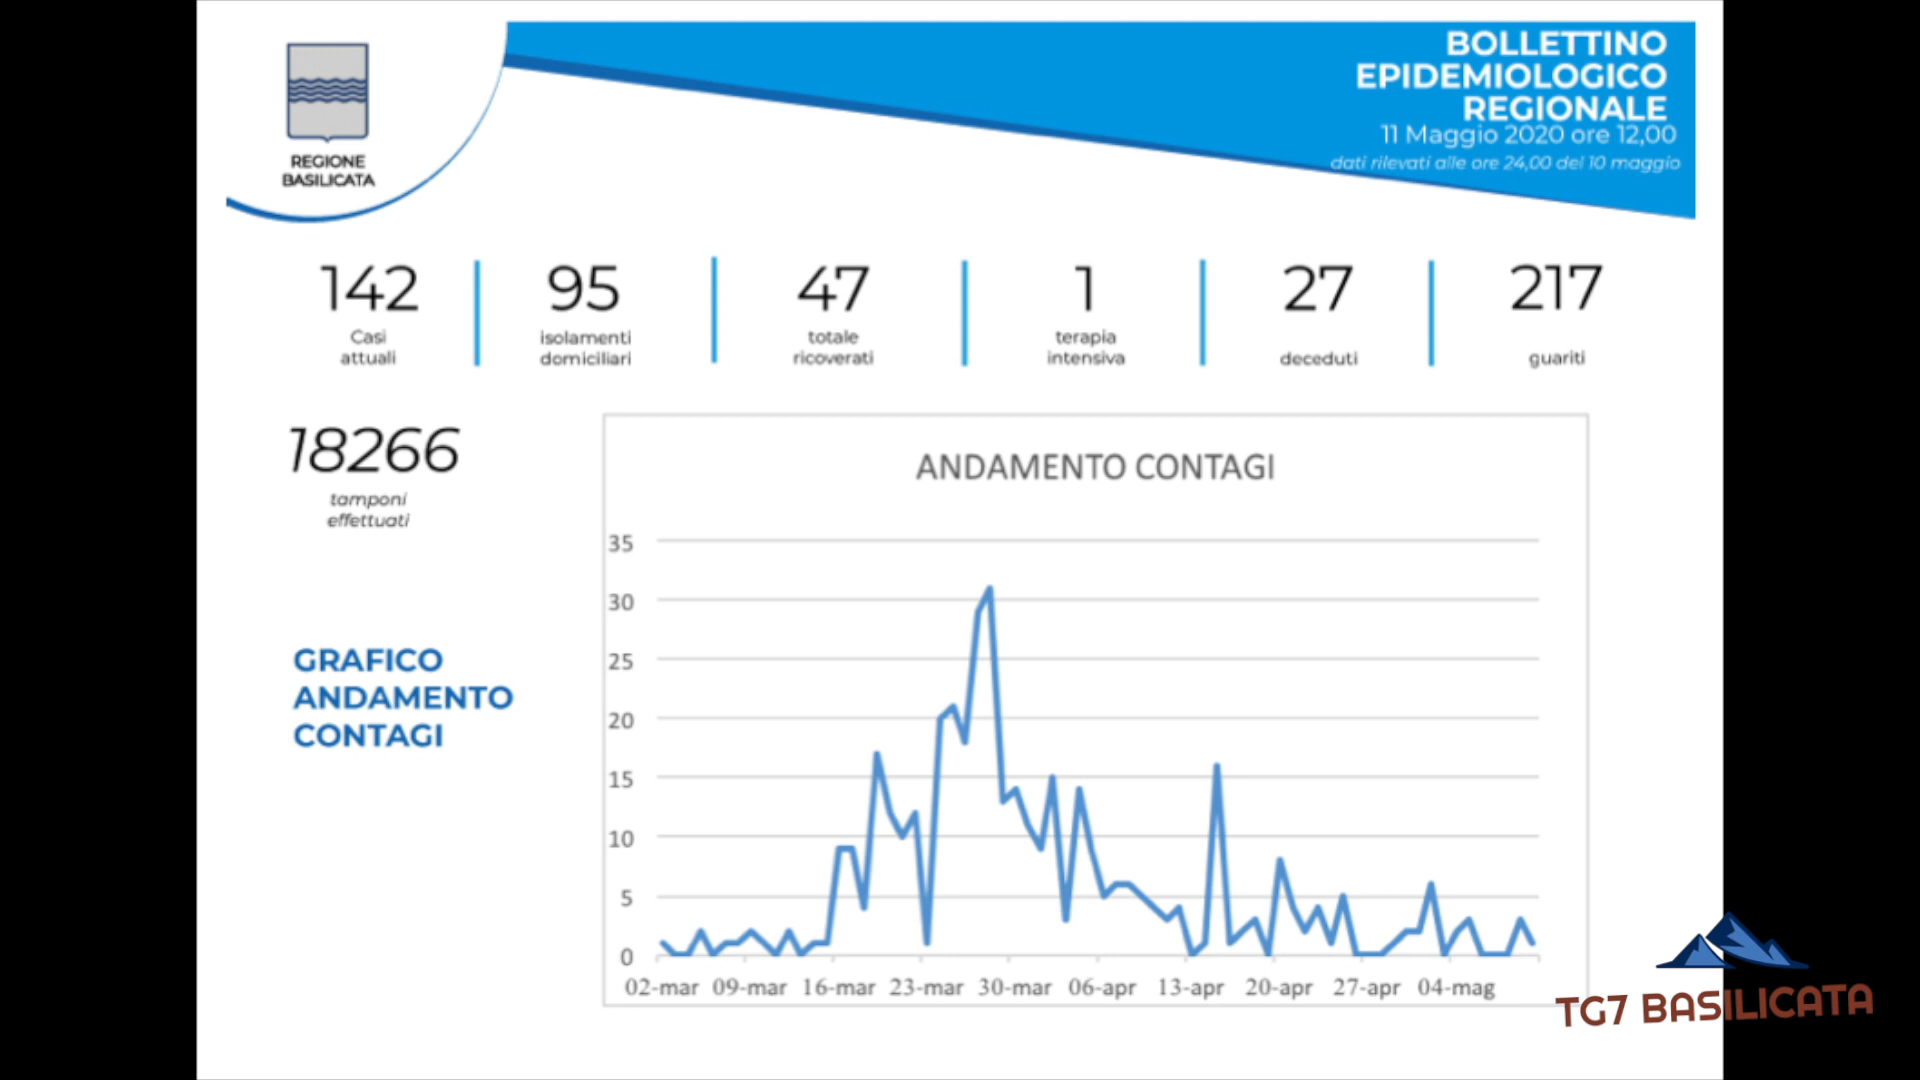 REGIONE
BASILICATA
BOLLETTINO
EPIDEMIOLOGICO
REGIONALE
11 Maggio 2020 ore 12,00
dati rilevati alle ore 24,00 del 10 maggio
142
Casi
attuali
95
isolamenti
domiciliari
47
totale
ricoverati
1
terapia
intensiva
27
deceduti
217
guariti
18266
tamponi
effettuati
GRAFICO
ANDAMENTO
CONTAGI
ANDAMENTO CONTAGI
35
30
25
20
15
10
5
0
02-mar 09-mar 16-mar 23-mar 30-mar 06-apr 13-apr 20-apr 27-apr 04-mag
TG7 BASILICATA